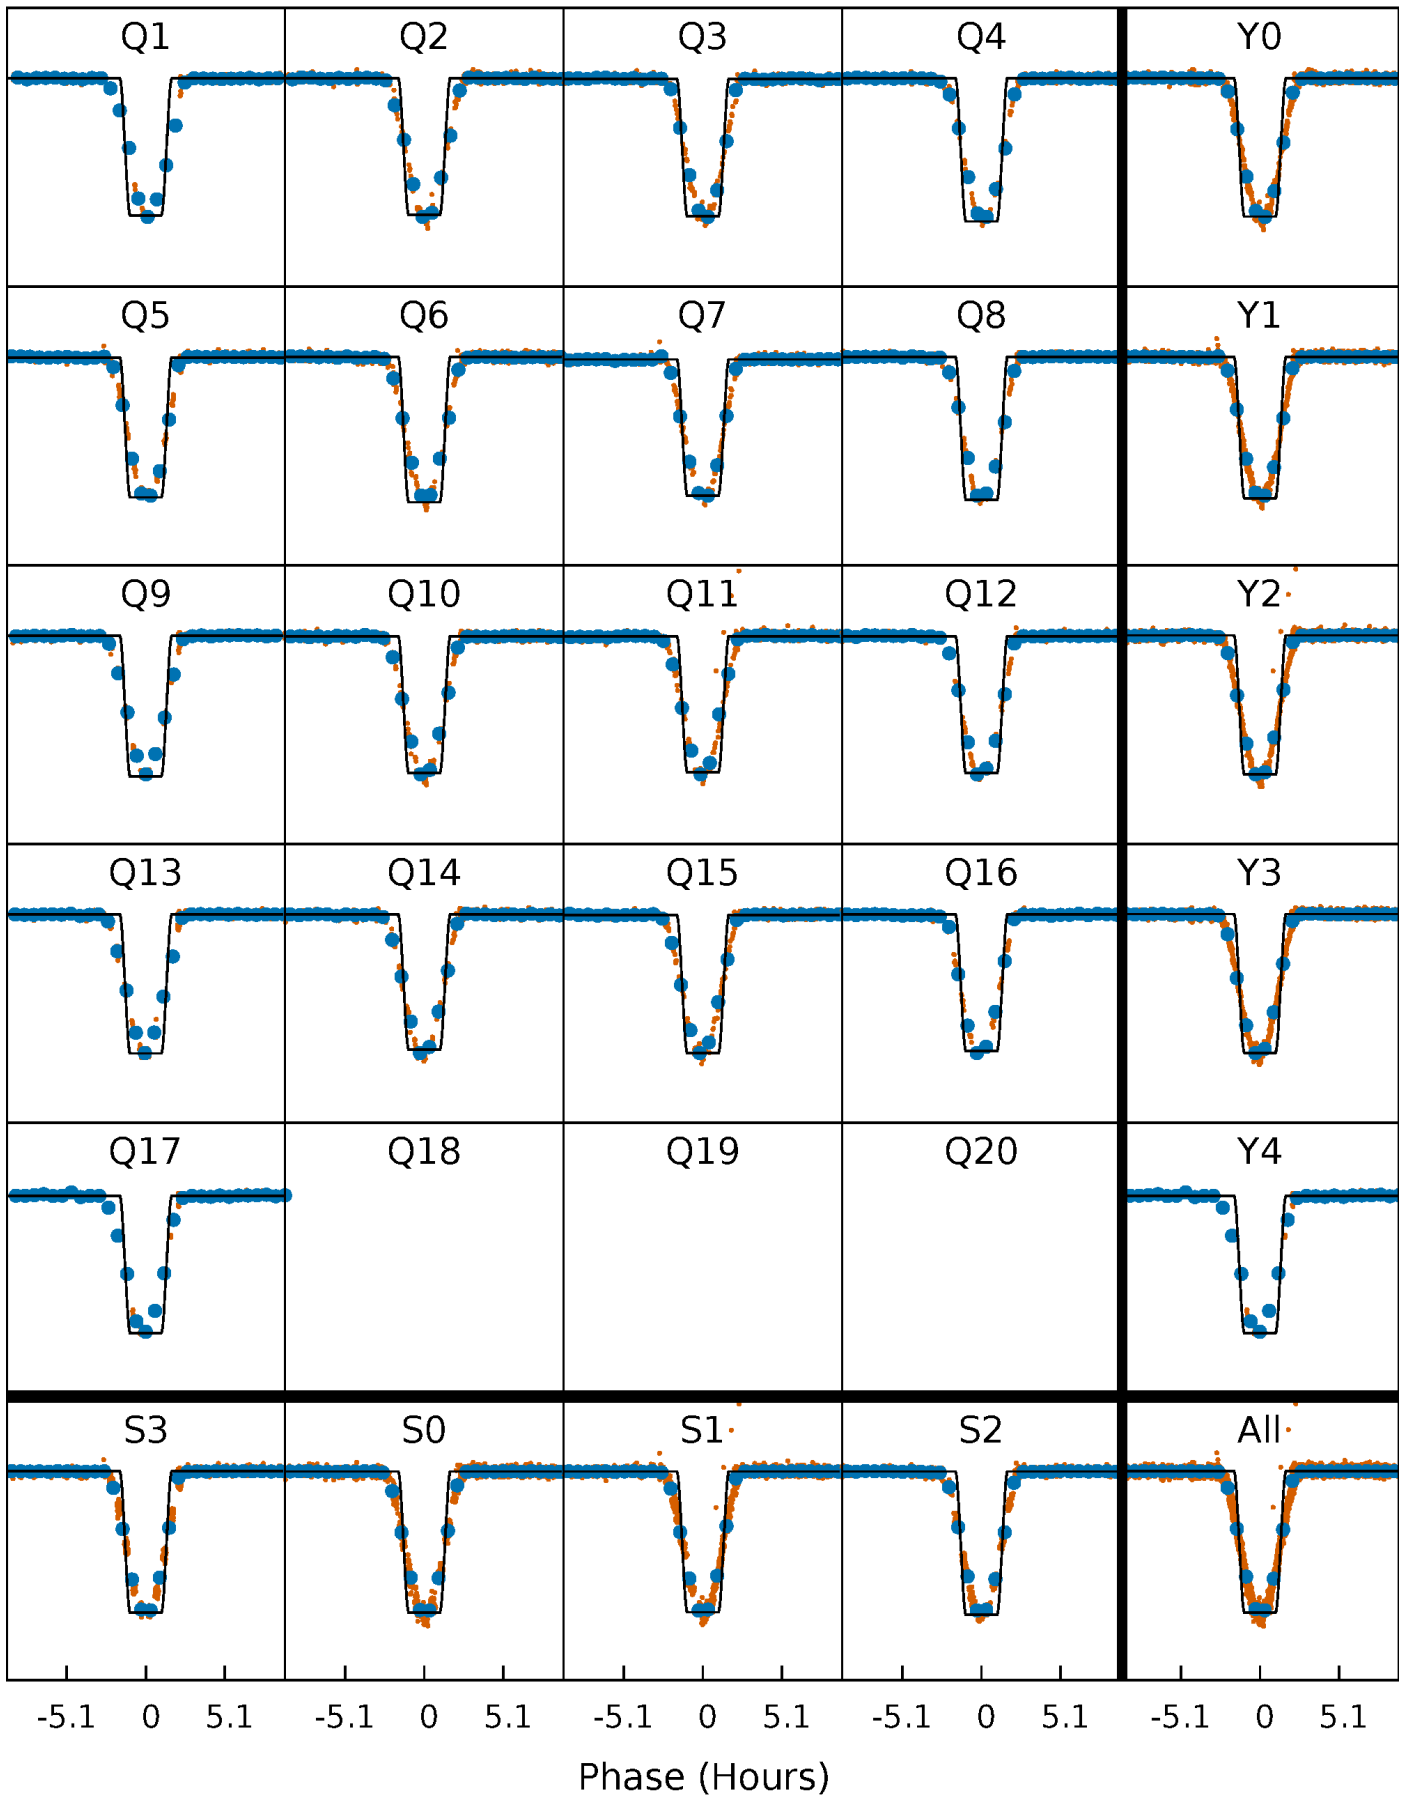 Q1 Q2 Q3 Q4 Y0
Q5 Q6 Q7 Q8 Y1
Q9 Q10 Q11 Q12 Y2
Q13 Q14 Q15 Q16 Y3
Q17 Q18 Q19 Q20 Y4
S3 S0 S1 S2 All
-5.1 0 5.1 -5.1 0 5.1 -5.1 0 5.1 -5.1 0 5.1 -5.1 0 5.1
Phase (Hours)